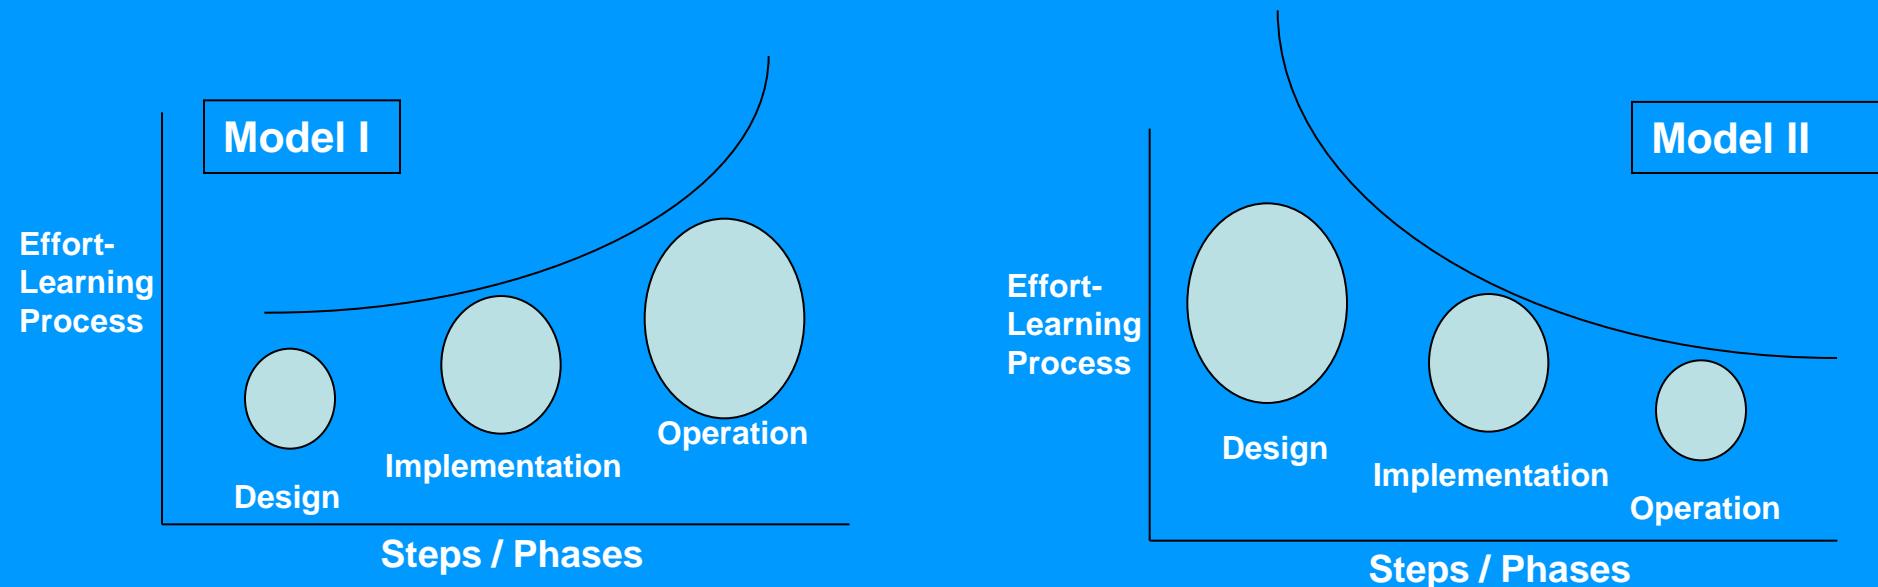 Model I
Effort-
Learning
Process
Design
Implementation
Operation
Steps / Phases
Model II
Effort-
Learning
Process
Design
Implementation
Operation
Steps / Phases